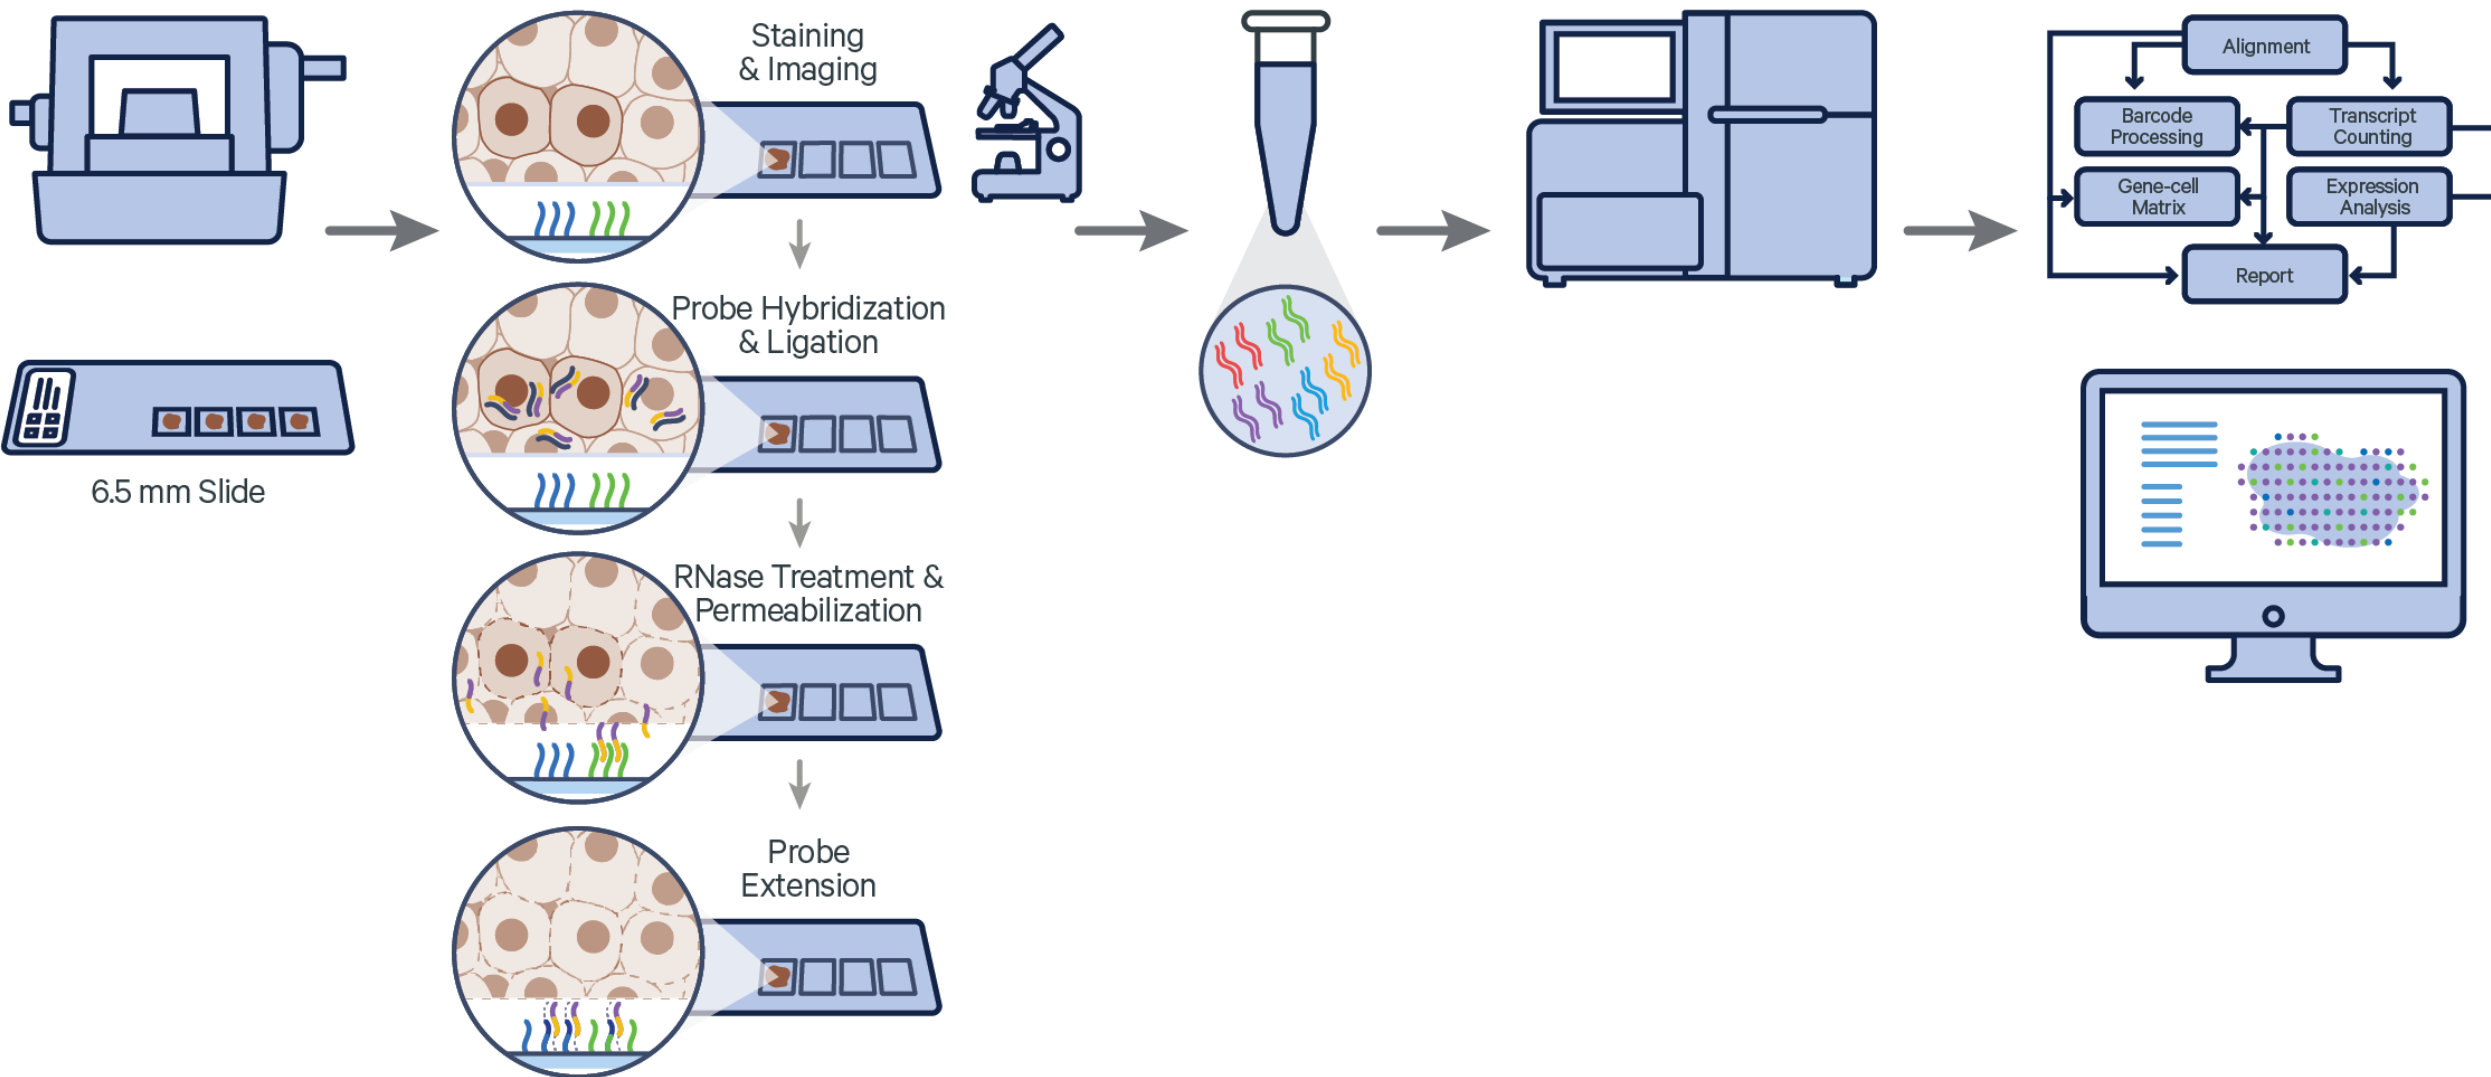 6.5 mm Slide
Staining
& Imaging
Probe Hybridization
& Ligation
RNase Treatment &
Permeabilization
Probe
Extension
Alignment
Barcode
Processing
Transcript
Counting
Gene-cell
Matrix
Expression
Analysis
Report